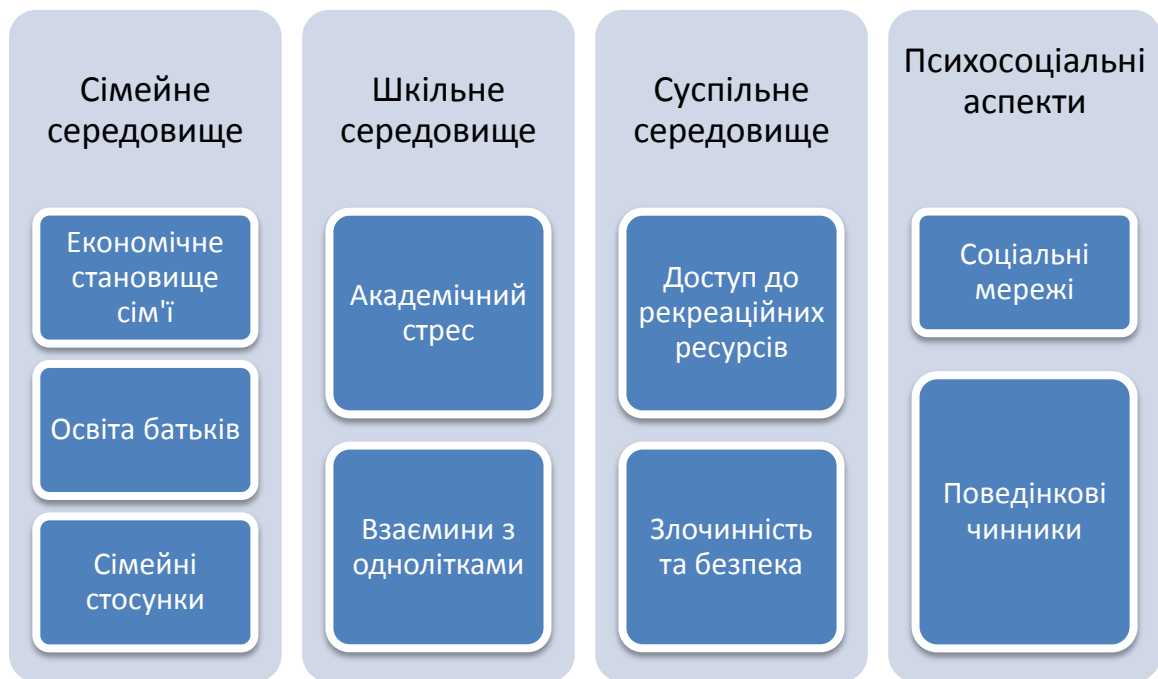 Сімейне
середовище
Економічне
становище
сім'ї
Освіта батьків
Сімейні
стосунки
Шкільне
середовище
Академічний
стрес
Взаємини з
однолітками
Суспільне
середовище
Доступ до
рекреаційних
ресурсів
Злочинність
та безпека
Психосоціальні
аспекти
Соціальні
мережі
Поведінкові
чинники